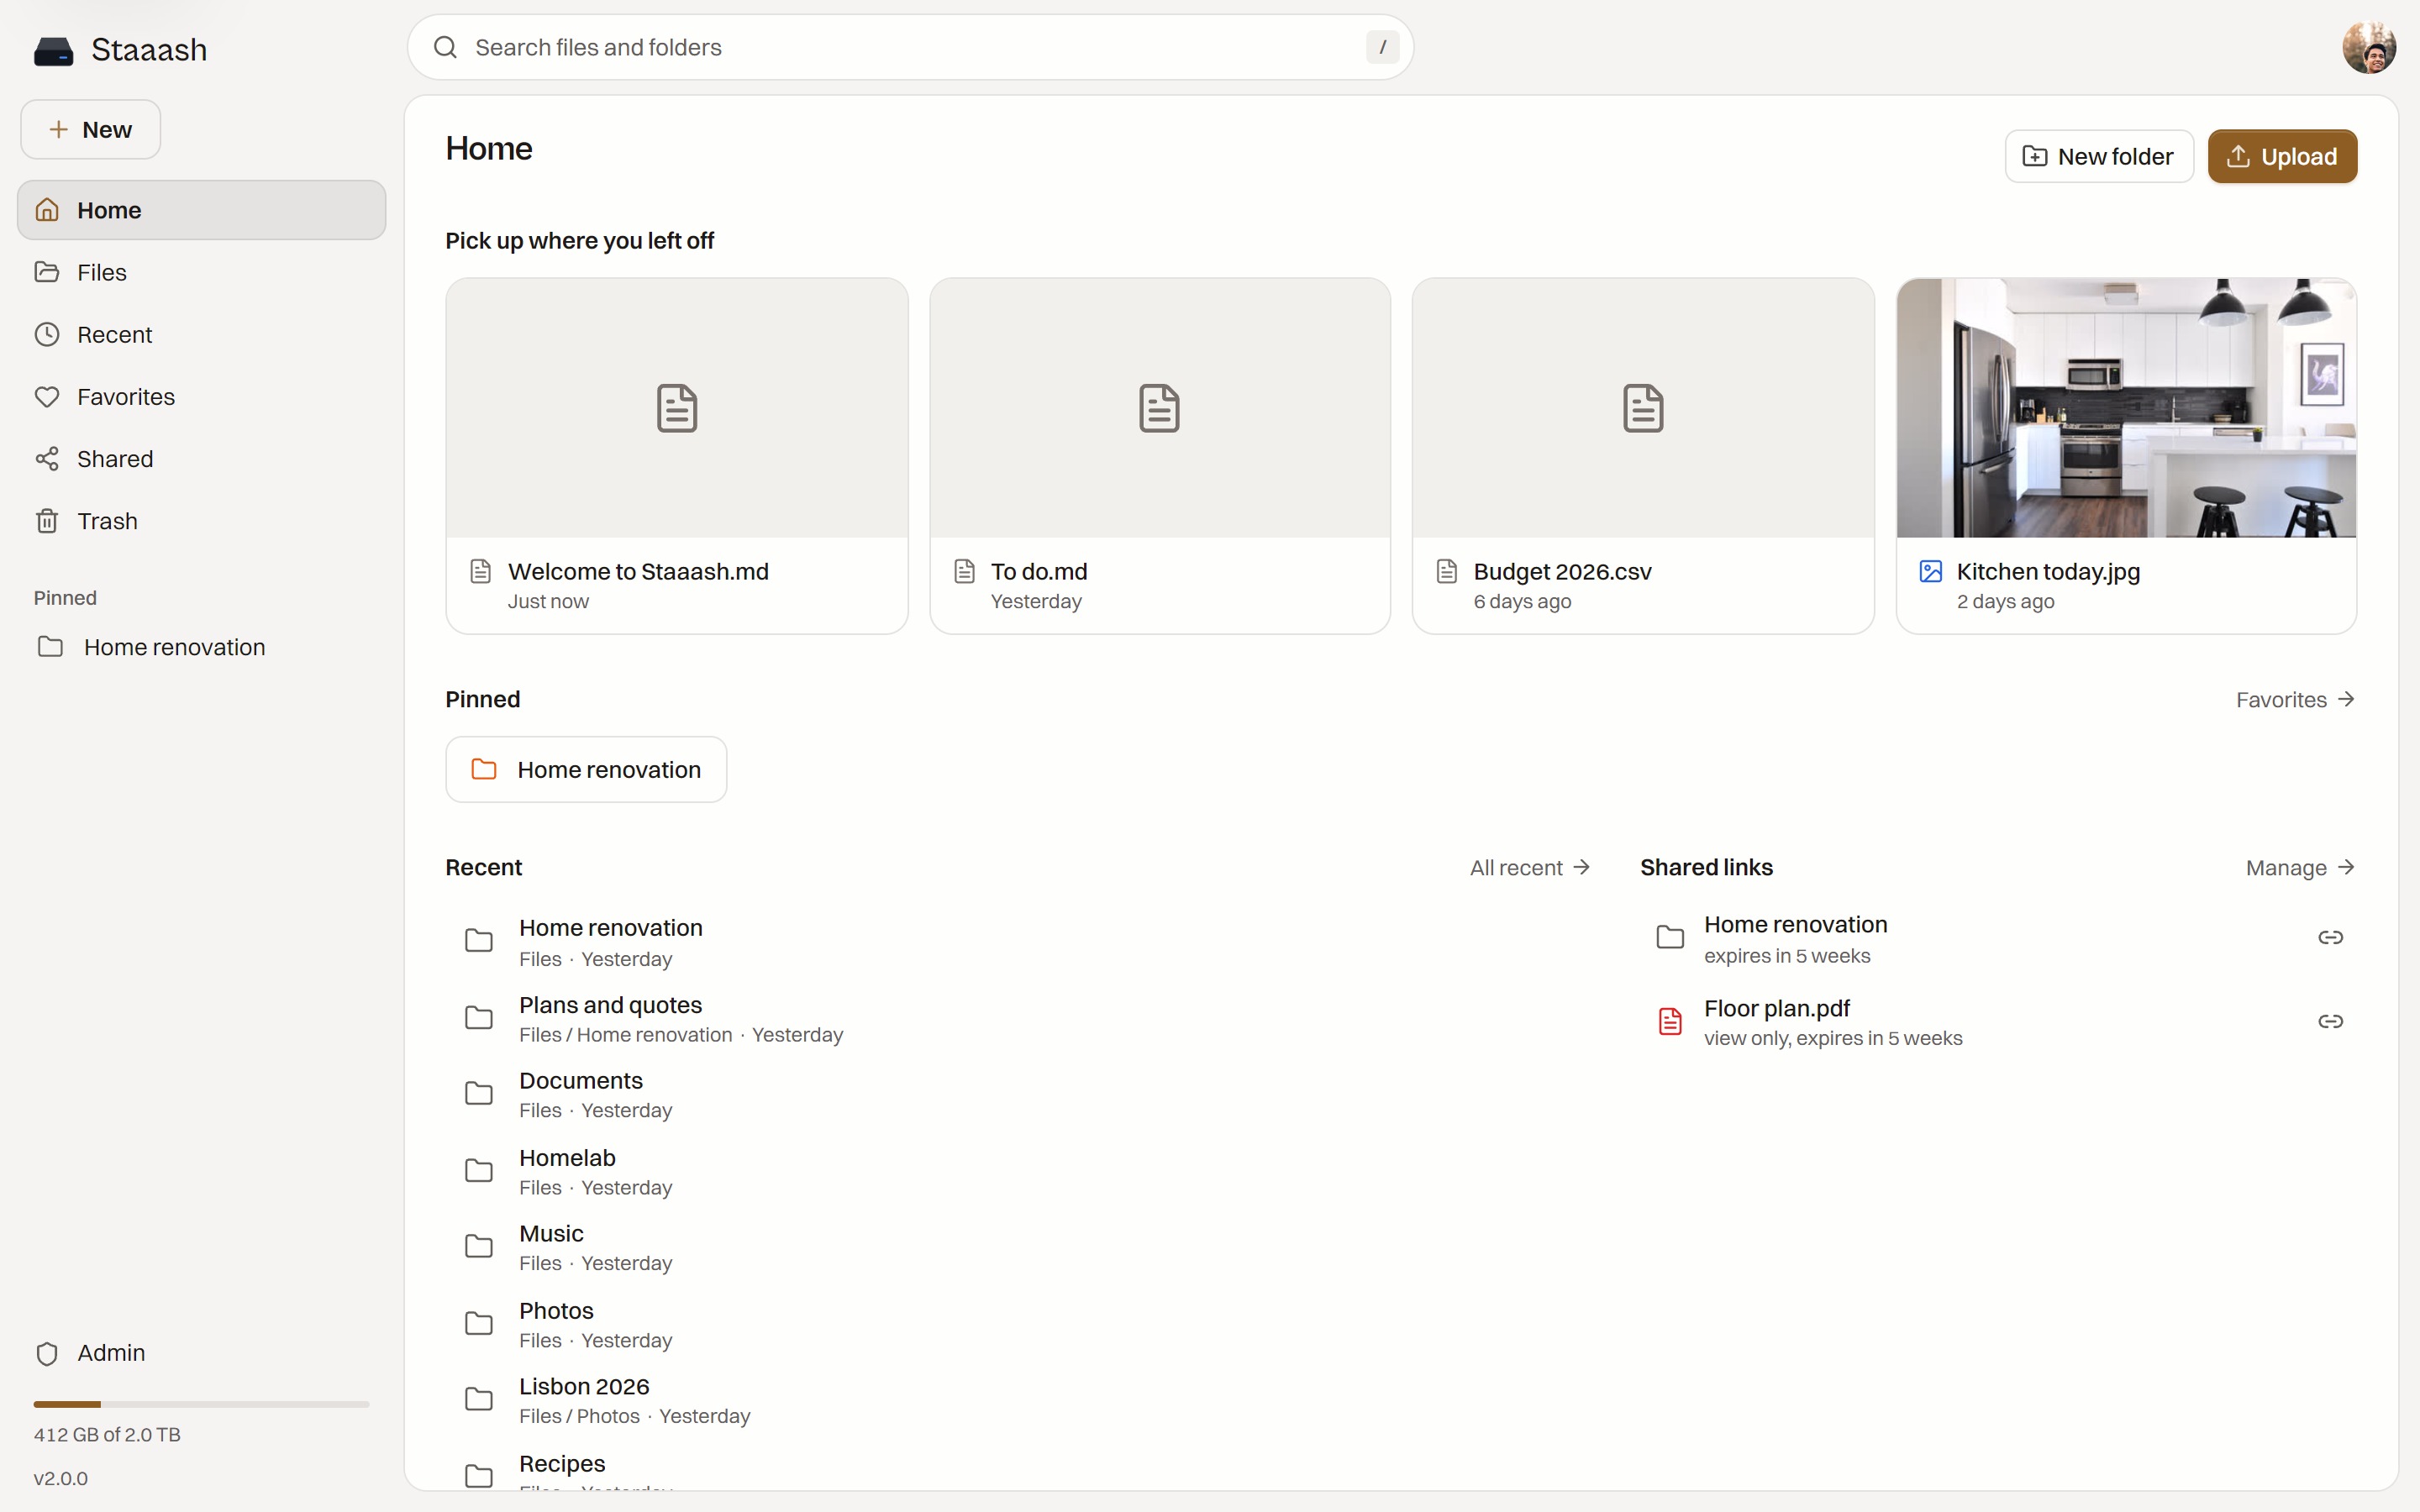 Staaash
Search files and folders
/
New
Home
Files
Recent
Favorites
Shared
Trash
Pinned
Home renovation
Admin
412 GB of 2.0 TB
v2.0.0
Home
New folder
Upload
Pick up where you left off
Welcome to Staaash.md
Just now
To do.md
Yesterday
Budget 2026.csv
6 days ago
Kitchen today.jpg
2 days ago
Pinned
Favorites
Home renovation
Recent
All recent
Home renovation
Files · Yesterday
Plans and quotes
Files / Home renovation · Yesterday
Documents
Files · Yesterday
Homelab
Files · Yesterday
Music
Files · Yesterday
Photos
Files · Yesterday
Lisbon 2026
Files / Photos · Yesterday
Recipes
Files · Yesterday
Shared links
Manage
Home renovation
expires in 5 weeks
Floor plan.pdf
view only, expires in 5 weeks